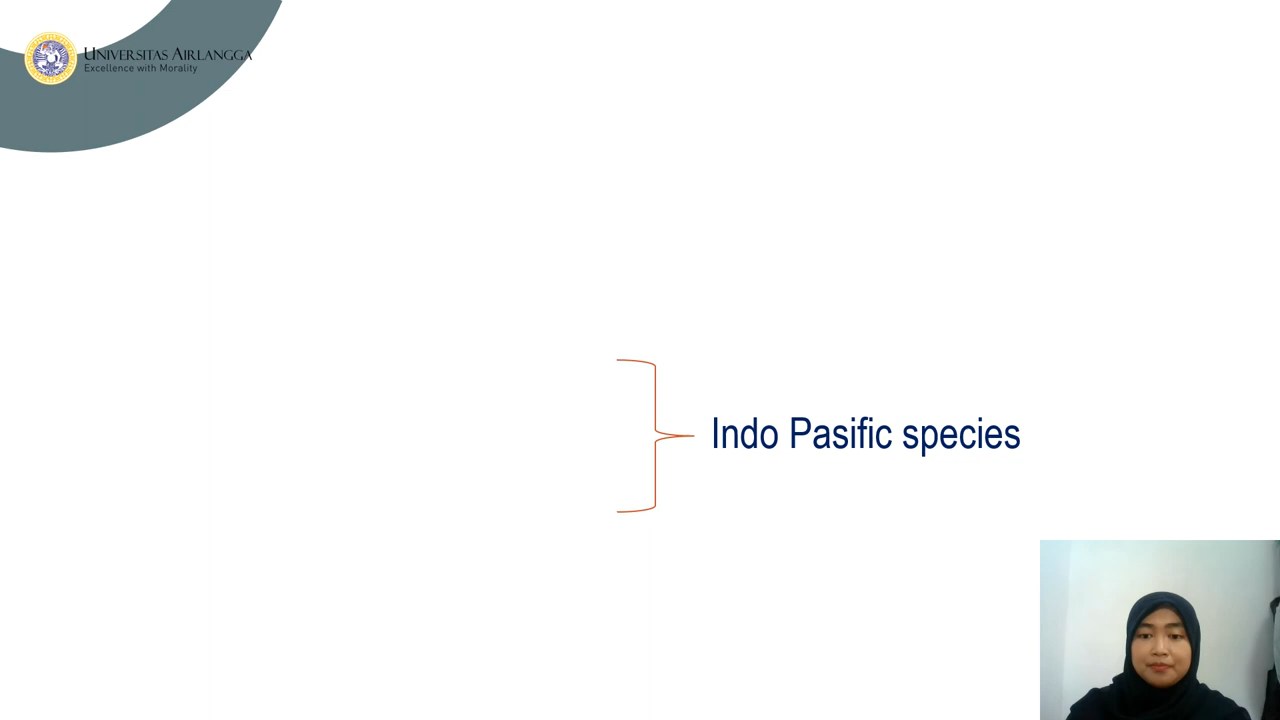 UNIVERSITAS AIRLANGGA
Excellence with Morality
Indo Pasific species